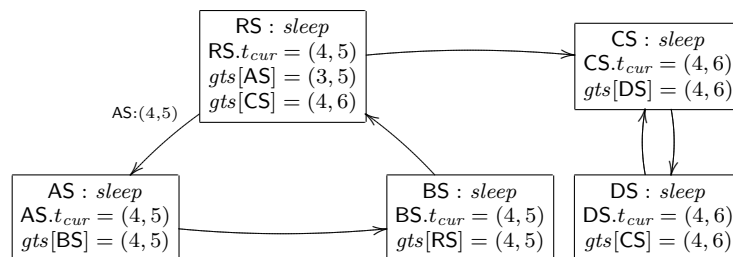 RS : sleep
RS.t_cur = (4, 5)
gts[AS] = (3, 5)
gts[CS] = (4, 6)
CS : sleep
CS.t_cur = (4, 6)
gts[DS] = (4, 6)
AS:(4,5)
AS : sleep
AS.t_cur = (4, 5)
gts[BS] = (4, 5)
BS : sleep
BS.t_cur = (4, 5)
gts[RS] = (4, 5)
DS : sleep
DS.t_cur = (4, 6)
gts[CS] = (4, 6)